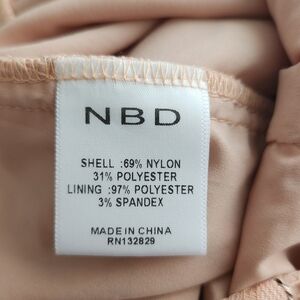 NBD
SHELL :69% NYLON
31% POLYESTER
LINING :97% POLYESTER
3% SPANDEX
MADE IN CHINA
RN132829